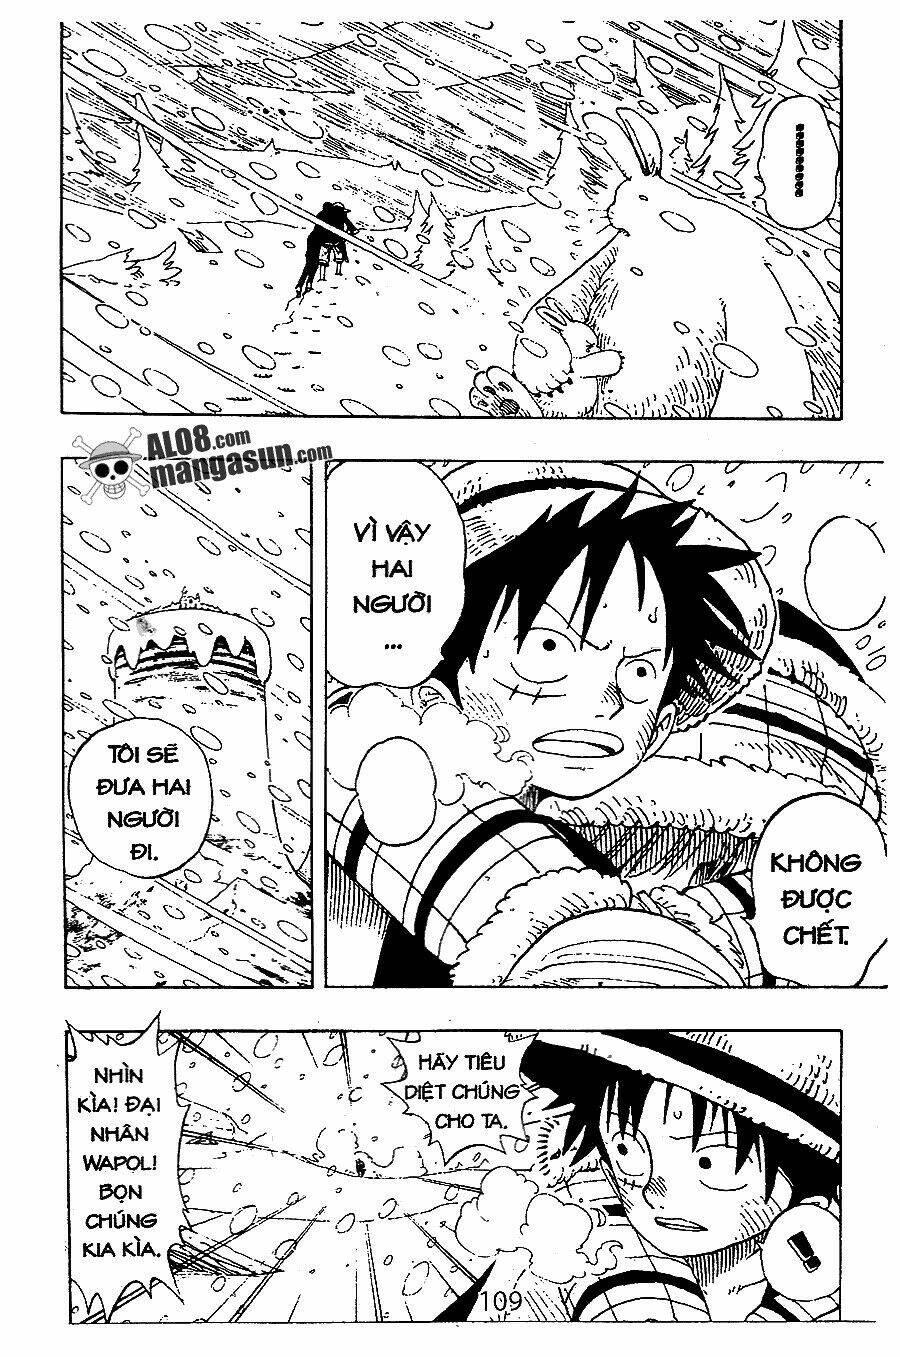 .........
AL08.com
mangasun.com
VÌ VẬY
HAI
NGƯỜI
...
KHÔNG
ĐƯỢC
CHẾT.
TÔI SẼ
ĐƯA HAI
NGƯỜI
ĐI.
!
HÃY TIÊU
DIỆT CHÚNG
CHO TA.
NHÌN
KÌA! ĐẠI
NHÂN
WAPOL!
BỌN
CHÚNG
KIA KÌA.
109